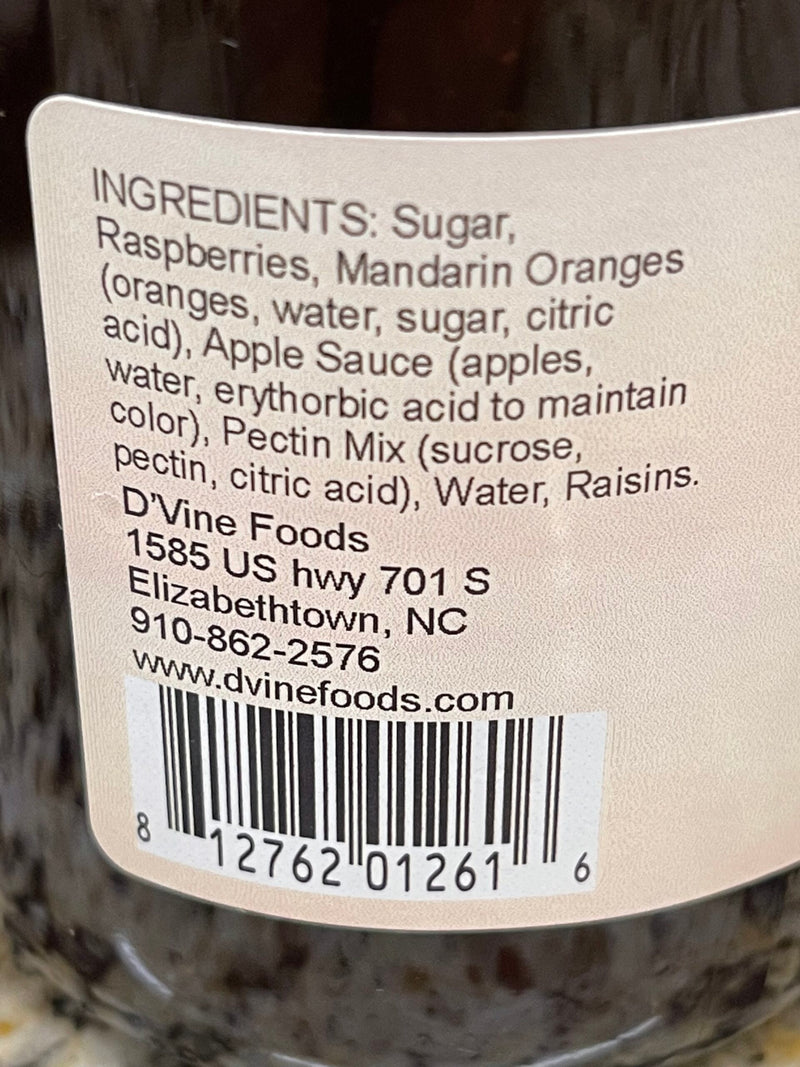 INGREDIENTS: Sugar,
Raspberries, Mandarin Oranges
(oranges, water, sugar, citric
acid), Apple Sauce (apples,
water, erythorbic acid to maintain
color), Pectin Mix (sucrose,
pectin, citric acid), Water, Raisins.
D'Vine Foods
1585 US hwy 701 S
Elizabethtown, NC
910-862-2576
www.dvinefoods.com
8 12762 01261 6